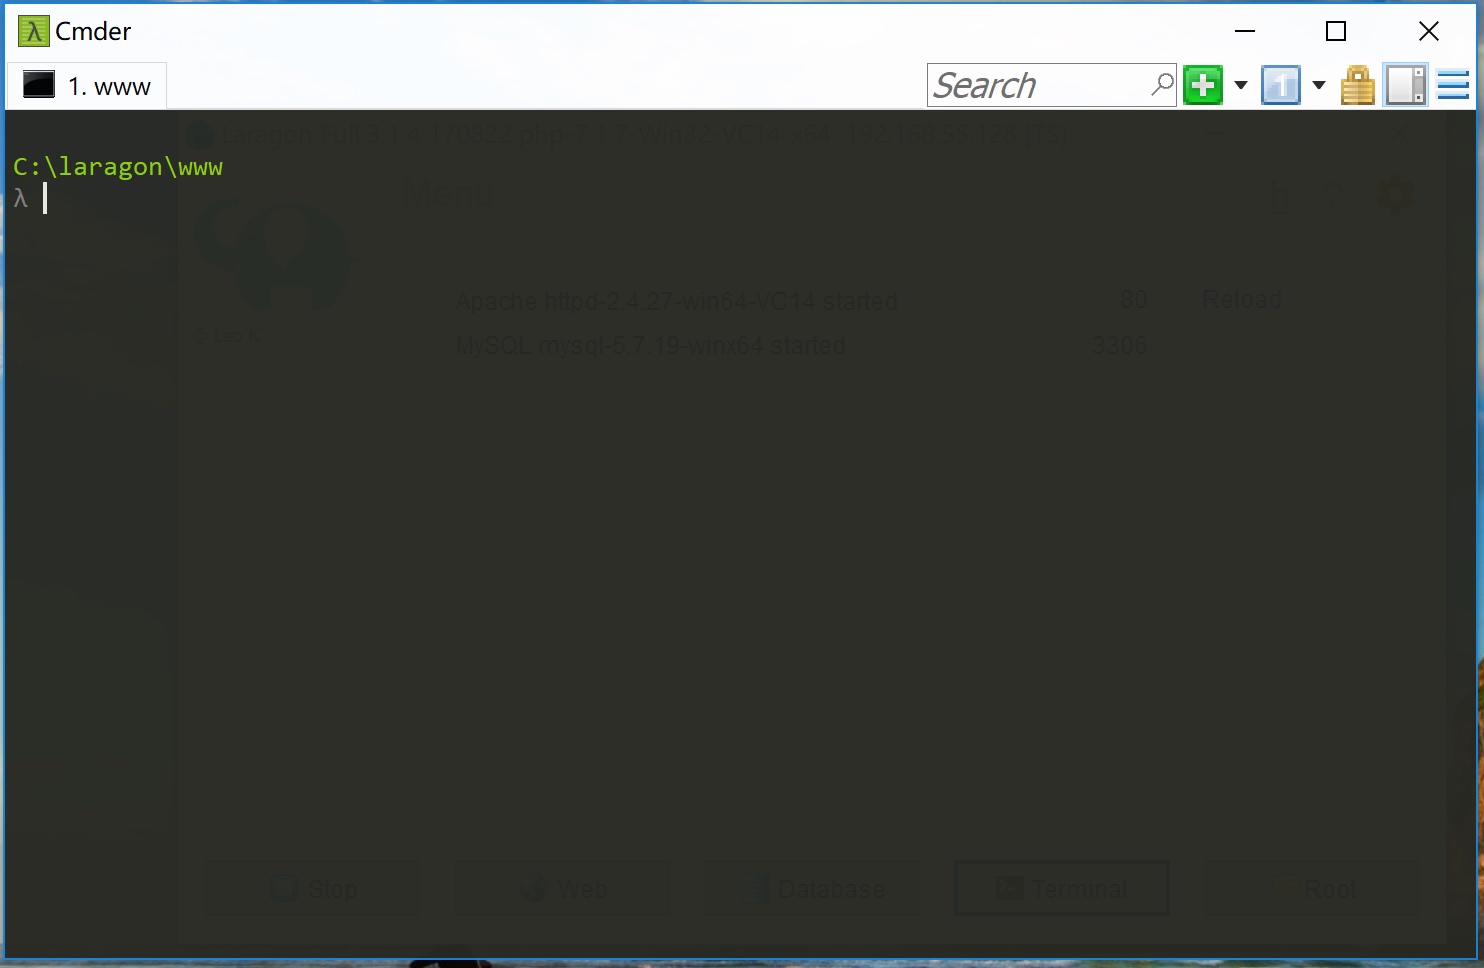 λ Cmder
1. www
Search
1
Laragon Full 3.1.4 170822 php-7.1.7-Win32-VC14-x64 192.168.56.128 [TS]
C:\laragon\www
Menu
h ?
λ
Apache httpd-2.4.27-win64-VC14 started 80 Reload
© Leo K
MySQL mysql-5.7.19-winx64 started 3306
Stop Web Database Terminal Root